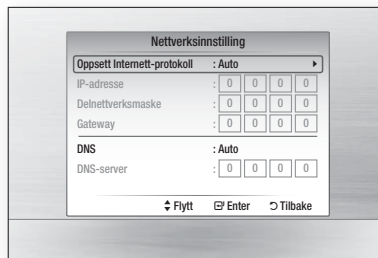 Nettverksinnstilling
Oppsett Internett-protokoll : Auto
IP-adresse : 0 0 0 0
Delnettverksmaske : 0 0 0 0
Gateway : 0 0 0 0
DNS : Auto
DNS-server : 0 0 0 0
Flytt Enter Tilbake